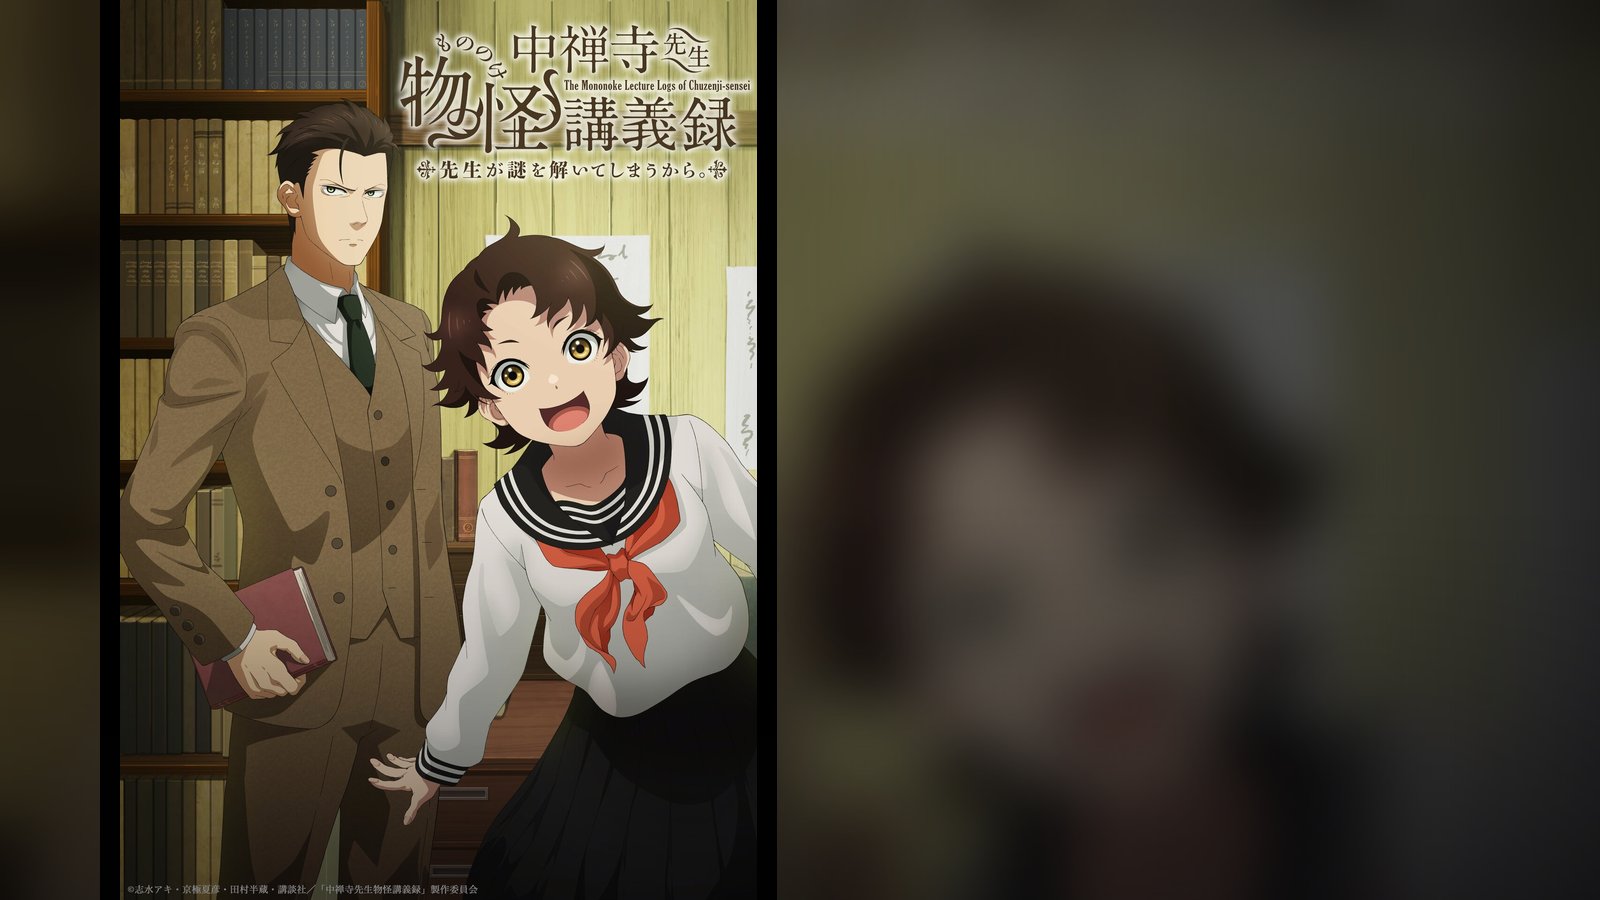 中禅寺先生
もののけ
The Mononoke Lecture Logs of Chuzenji-sensei
物怪講義録
先生が謎を解いてしまうから。
©志水アキ・京極夏彦・田村半蔵・講談社／「中禅寺先生物怪講義録」製作委員会